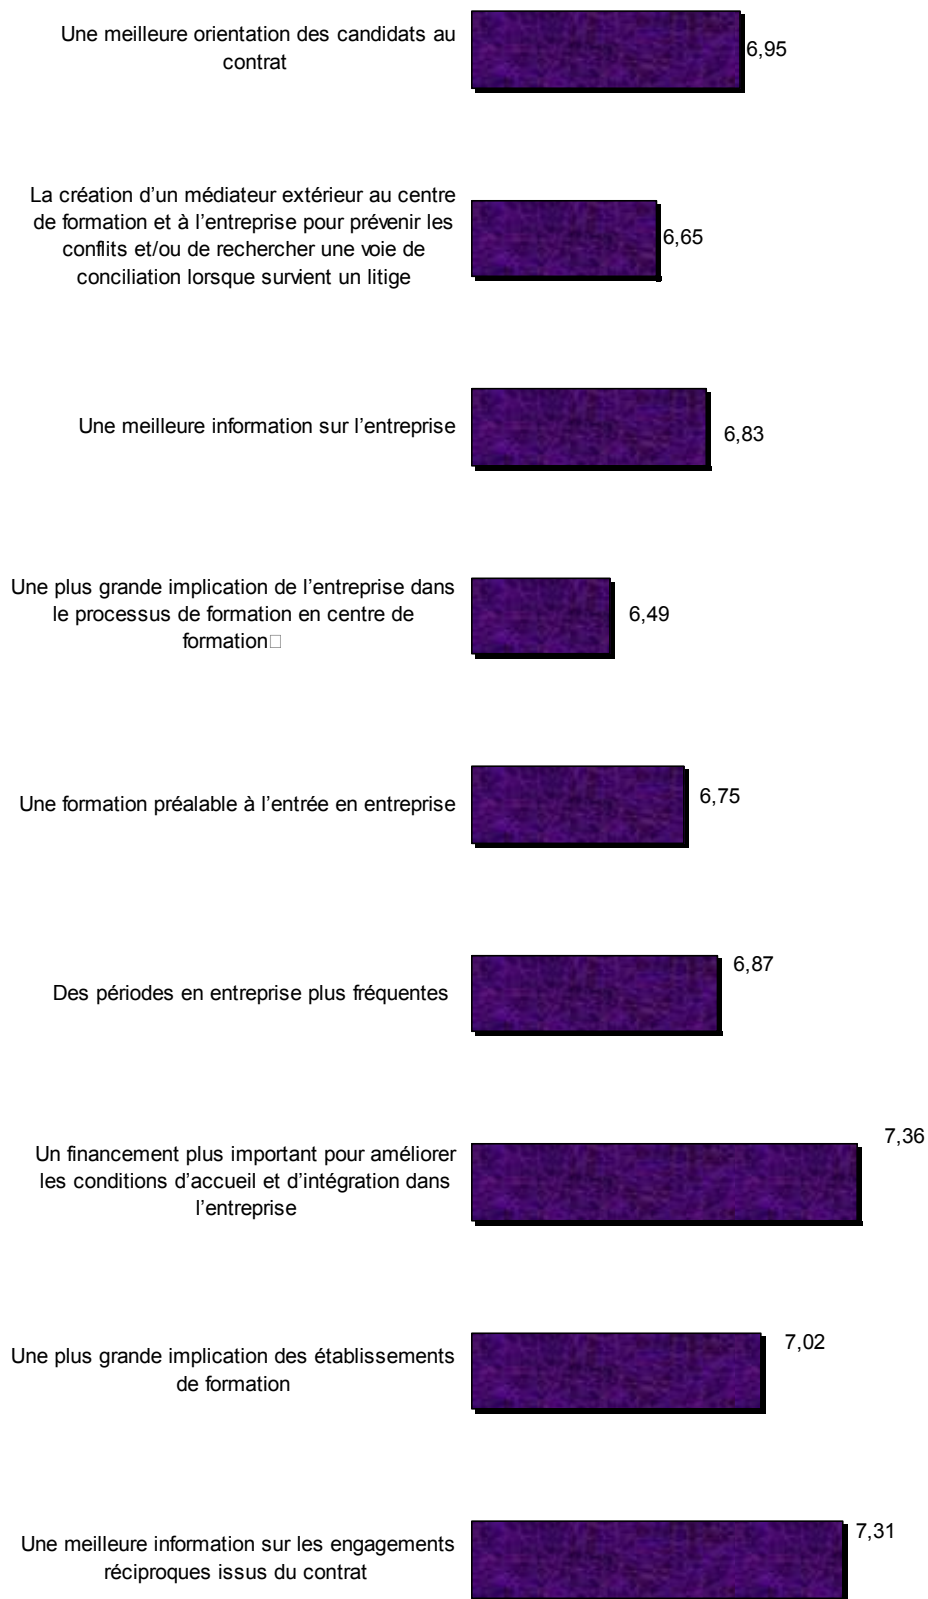 Une meilleure orientation des candidats au
contrat
6,95
La création d’un médiateur extérieur au centre
de formation et à l’entreprise pour prévenir les
conflits et/ou de rechercher une voie de
conciliation lorsque survient un litige
6,65
Une meilleure information sur l’entreprise
6,83
Une plus grande implication de l’entreprise dans
le processus de formation en centre de
formation□
6,49
Une formation préalable à l’entrée en entreprise
6,75
Des périodes en entreprise plus fréquentes
6,87
Un financement plus important pour améliorer
les conditions d’accueil et d’intégration dans
l’entreprise
7,36
Une plus grande implication des établissements
de formation
7,02
Une meilleure information sur les engagements
réciproques issus du contrat
7,31